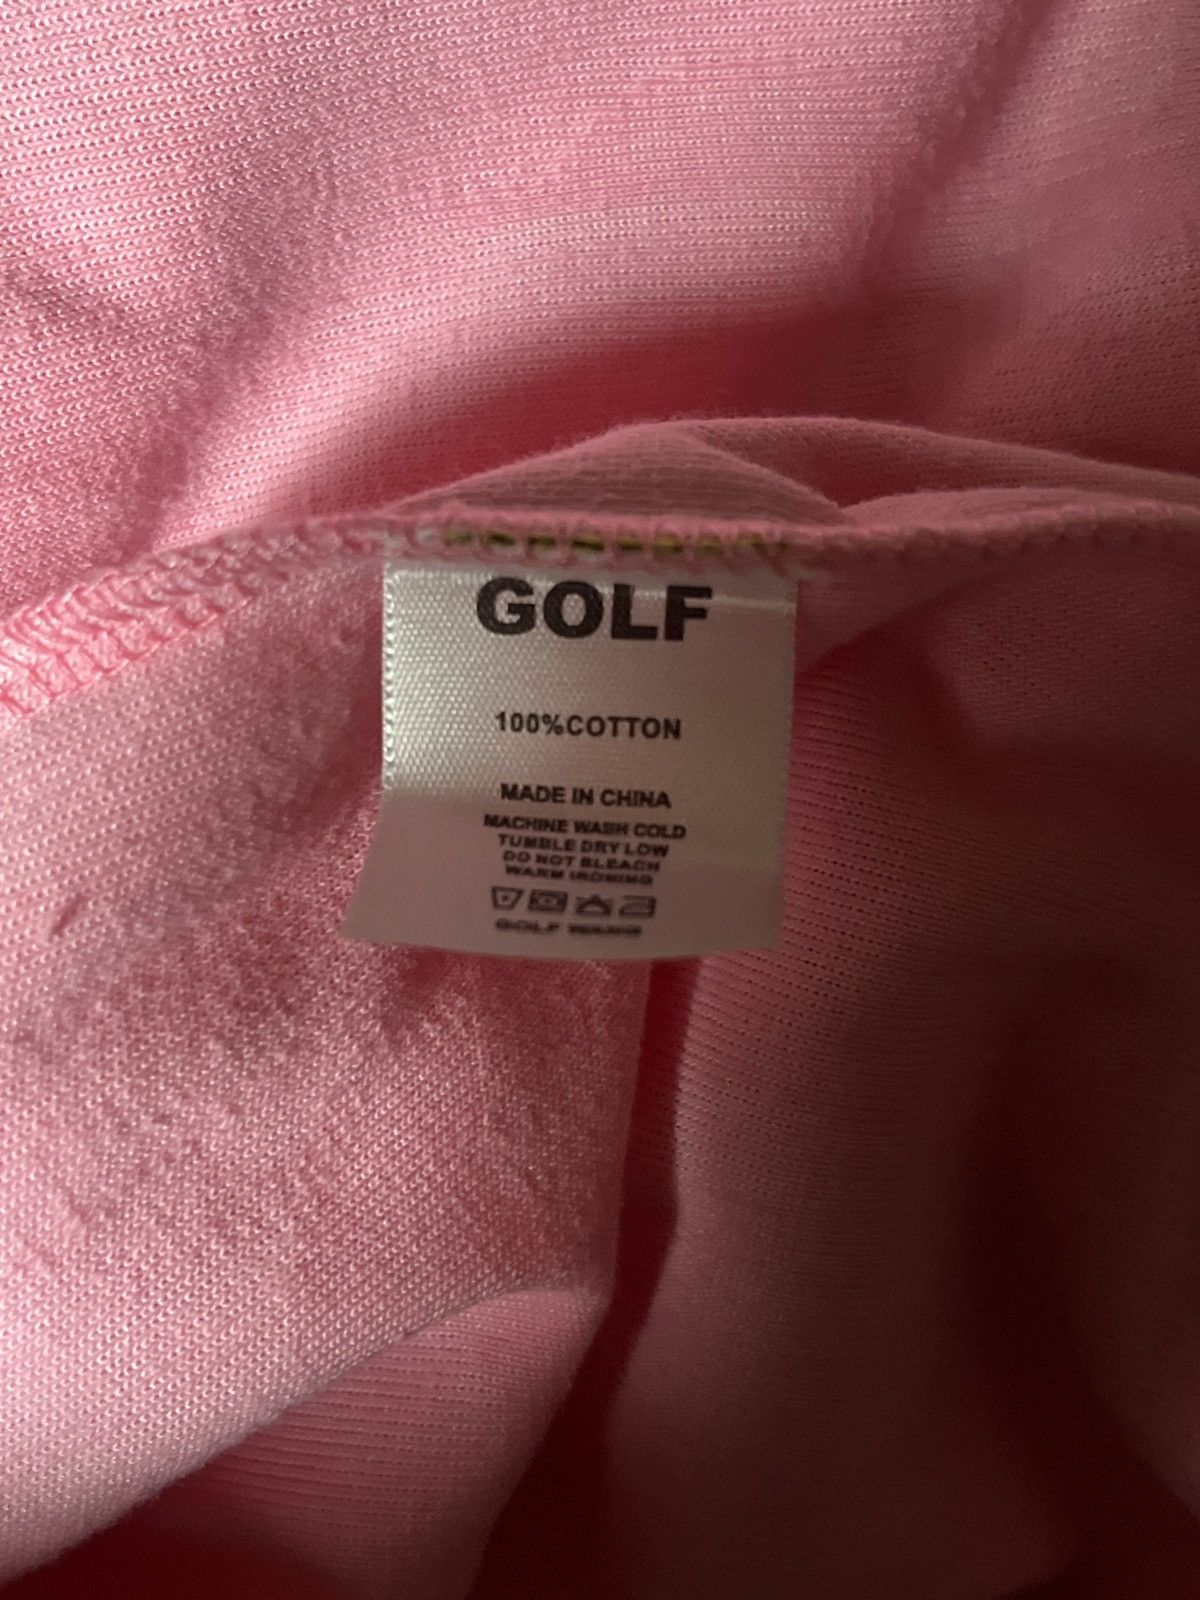 GOLF
100%COTTON
MADE IN CHINA
MACHINE WASH COLD
TUMBLE DRY LOW
DO NOT BLEACH
WARM IRONING
GOLF WANG